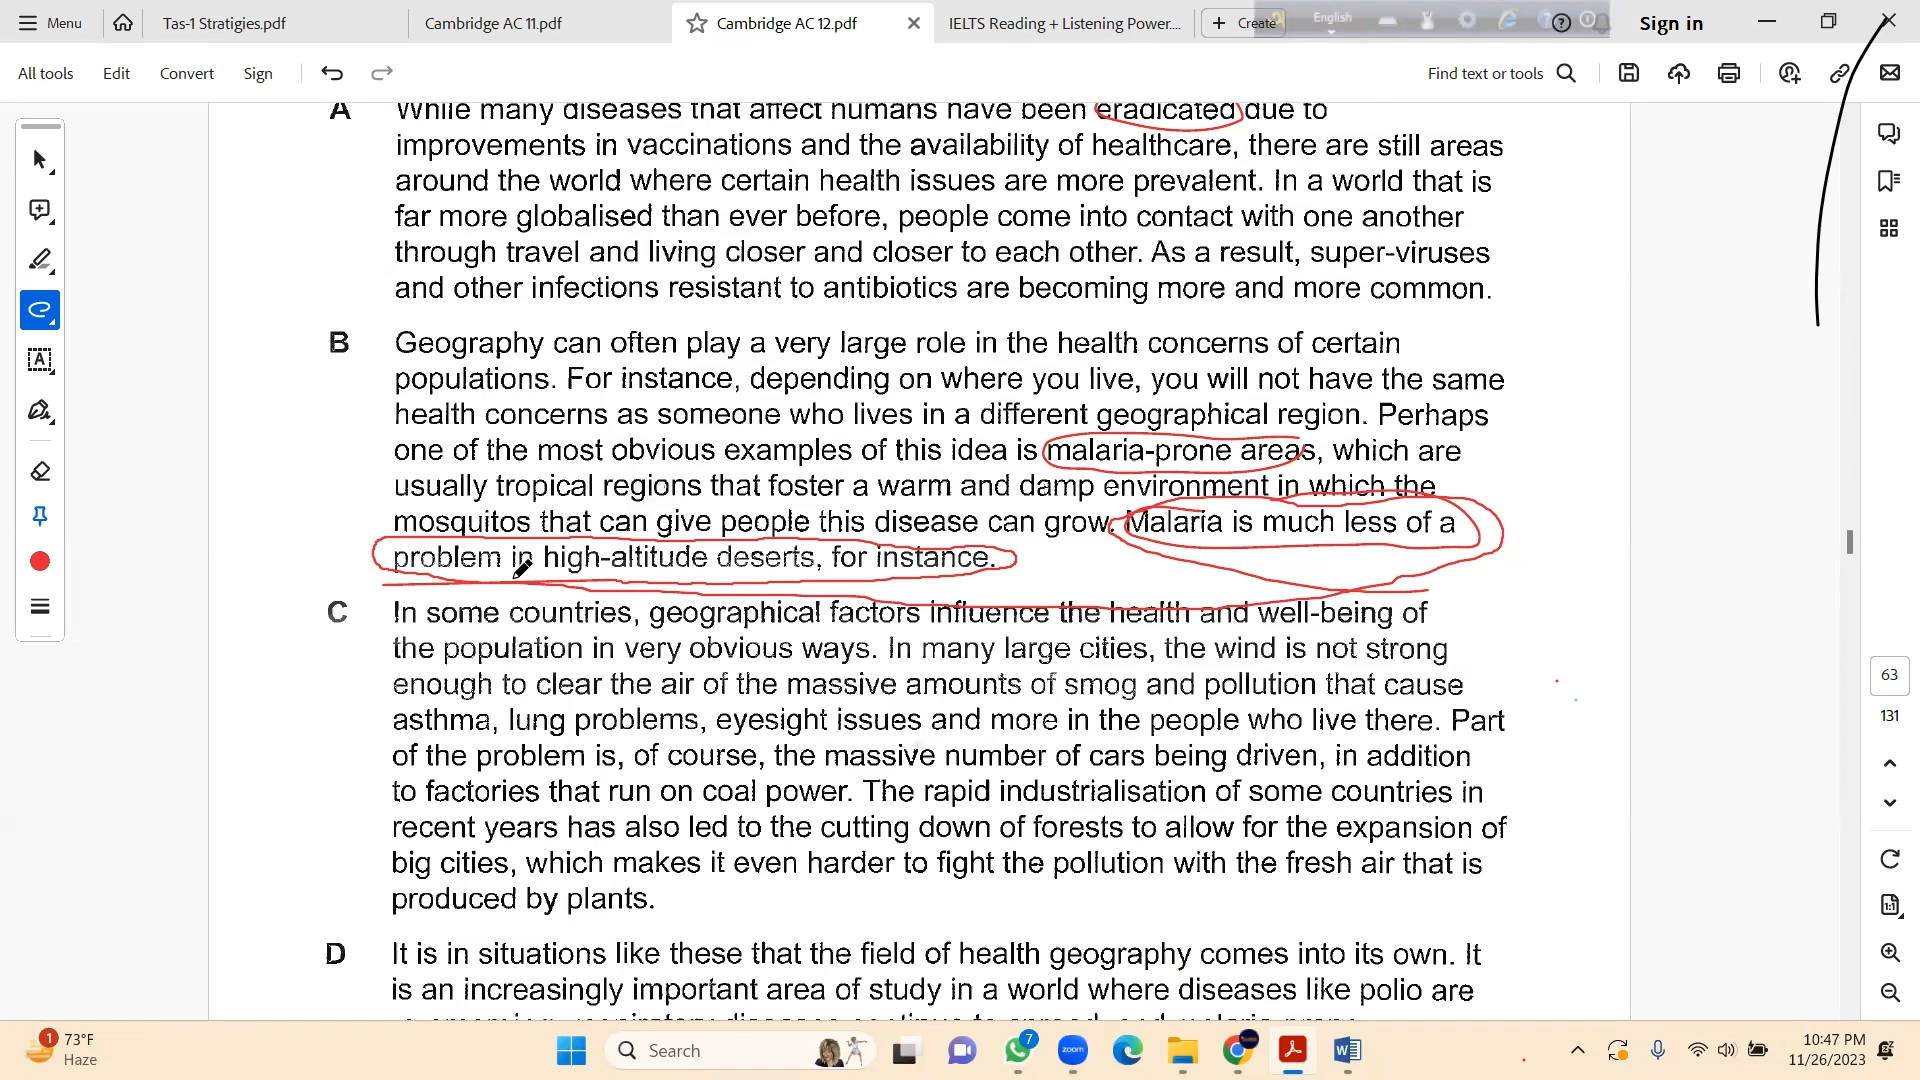 Menu
Tas-1 Stratigies.pdf
Cambridge AC 11.pdf
Cambridge AC 12.pdf
IELTS Reading + Listening Power....
Create
English
Sign in
All tools
Edit
Convert
Sign
Find text or tools
A While many diseases that affect humans have been eradicated due to
improvements in vaccinations and the availability of healthcare, there are still areas
around the world where certain health issues are more prevalent. In a world that is
far more globalised than ever before, people come into contact with one another
through travel and living closer and closer to each other. As a result, super-viruses
and other infections resistant to antibiotics are becoming more and more common.
B Geography can often play a very large role in the health concerns of certain
populations. For instance, depending on where you live, you will not have the same
health concerns as someone who lives in a different geographical region. Perhaps
one of the most obvious examples of this idea is malaria-prone areas, which are
usually tropical regions that foster a warm and damp environment in which the
mosquitos that can give people this disease can grow. Malaria is much less of a
problem in high-altitude deserts, for instance.
C In some countries, geographical factors influence the health and well-being of
the population in very obvious ways. In many large cities, the wind is not strong
enough to clear the air of the massive amounts of smog and pollution that cause
asthma, lung problems, eyesight issues and more in the people who live there. Part
of the problem is, of course, the massive number of cars being driven, in addition
to factories that run on coal power. The rapid industrialisation of some countries in
recent years has also led to the cutting down of forests to allow for the expansion of
big cities, which makes it even harder to fight the pollution with the fresh air that is
produced by plants.
D It is in situations like these that the field of health geography comes into its own. It
is an increasingly important area of study in a world where diseases like polio are
63
131
1
73°F
Haze
Search
7
zoom
10:47 PM
11/26/2023